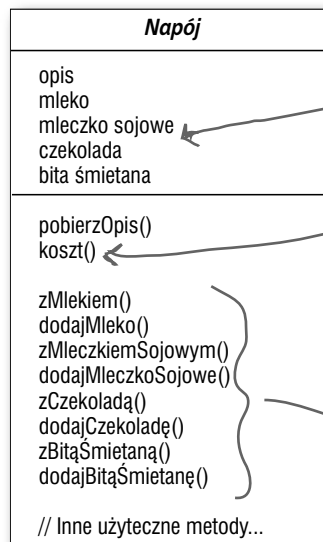 Napój
opis
mleko
mleczko sojowe
czekolada
bita śmietana
pobierzOpis()
koszt()
zMlekiem()
dodajMleko()
zMleczkiemSojowym()
dodajMleczkoSojowe()
zCzekoladą()
dodajCzekoladę()
zBitąŚmietaną()
dodajBitąŚmietanę()
// Inne użyteczne metody...